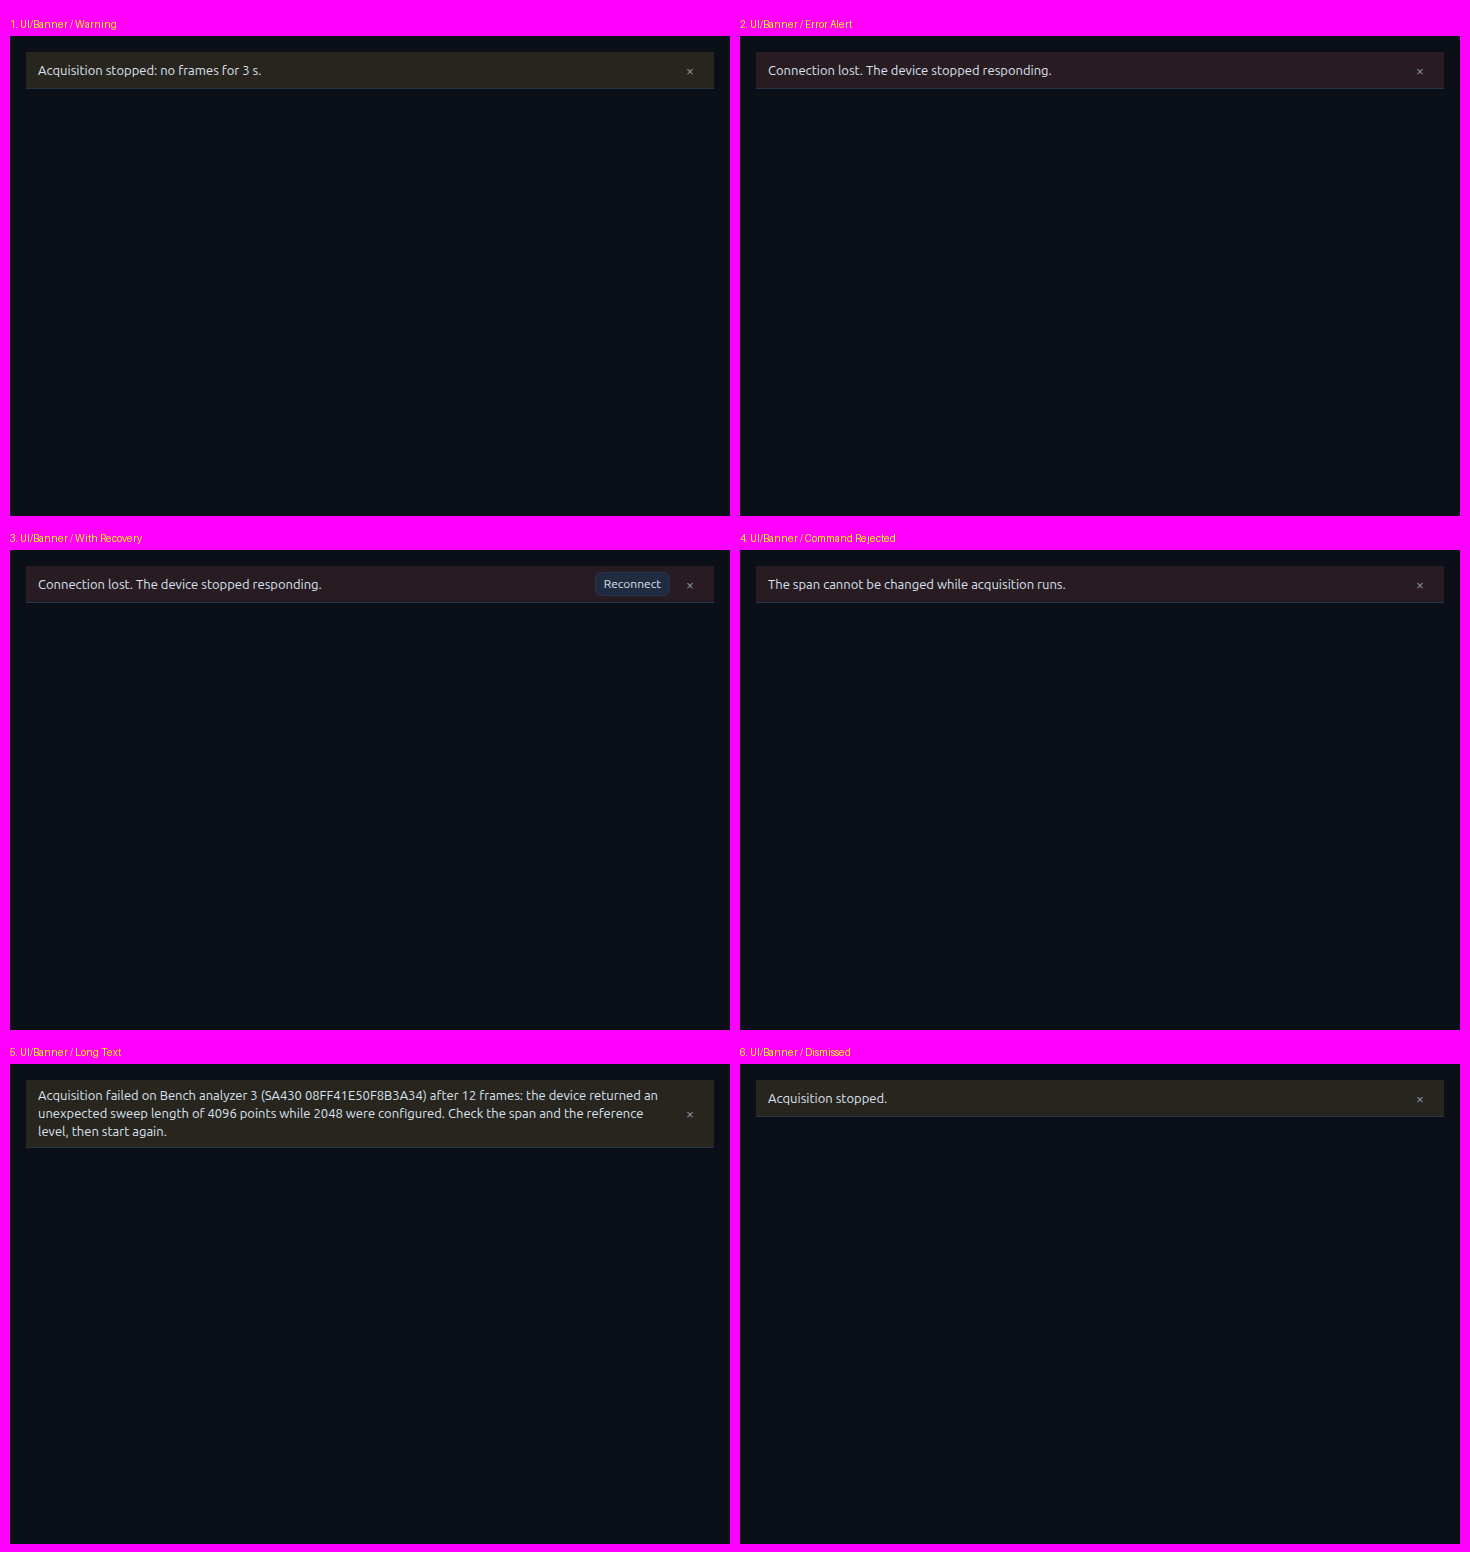 1. UI/Banner / Warning
Acquisition stopped: no frames for 3 s.
×
2. UI/Banner / Error Alert
Connection lost. The device stopped responding.
×
3. UI/Banner / With Recovery
Connection lost. The device stopped responding.
Reconnect
×
4. UI/Banner / Command Rejected
The span cannot be changed while acquisition runs.
×
5. UI/Banner / Long Text
Acquisition failed on Bench analyzer 3 (SA430 08FF41E50F8B3A34) after 12 frames: the device returned an
unexpected sweep length of 4096 points while 2048 were configured. Check the span and the reference
level, then start again.
×
6. UI/Banner / Dismissed
Acquisition stopped.
×